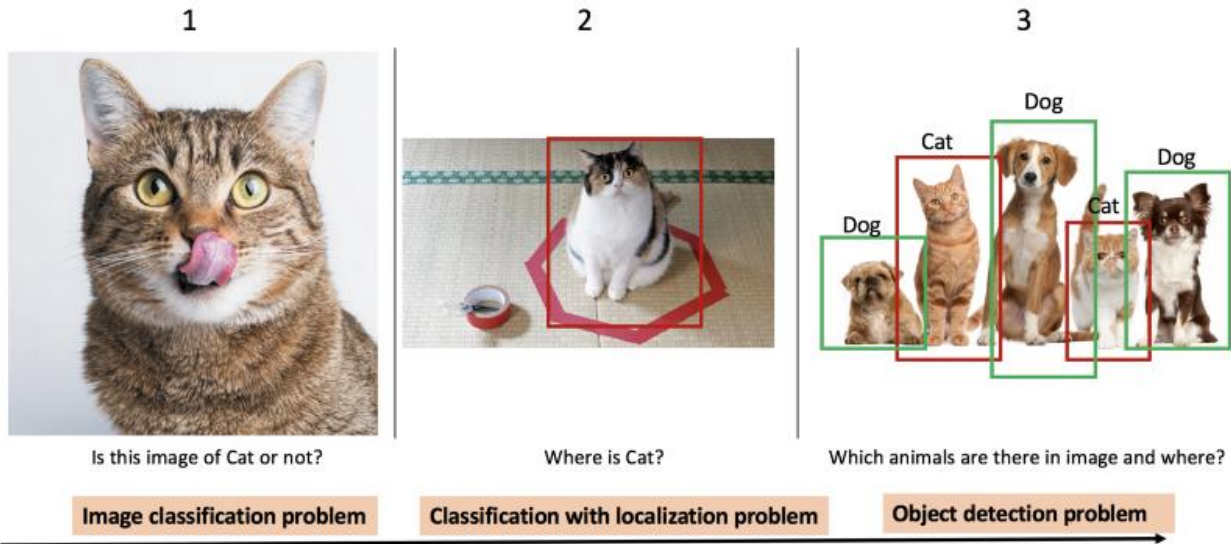 1
2
3
Dog
Cat
Dog
Dog
Cat
Is this image of Cat or not?
Where is Cat?
Which animals are there in image and where?
Image classification problem
Classification with localization problem
Object detection problem